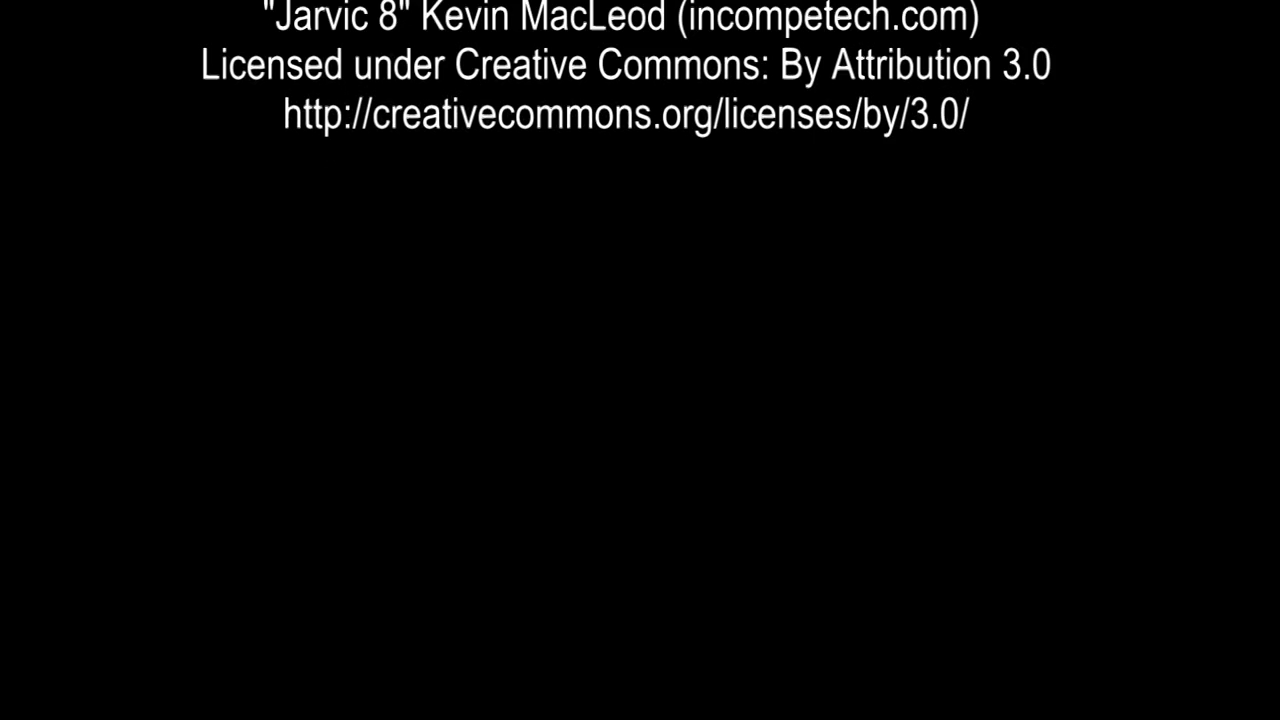 "Jarvic 8" Kevin MacLeod (incompetech.com)
Licensed under Creative Commons: By Attribution 3.0
http://creativecommons.org/licenses/by/3.0/